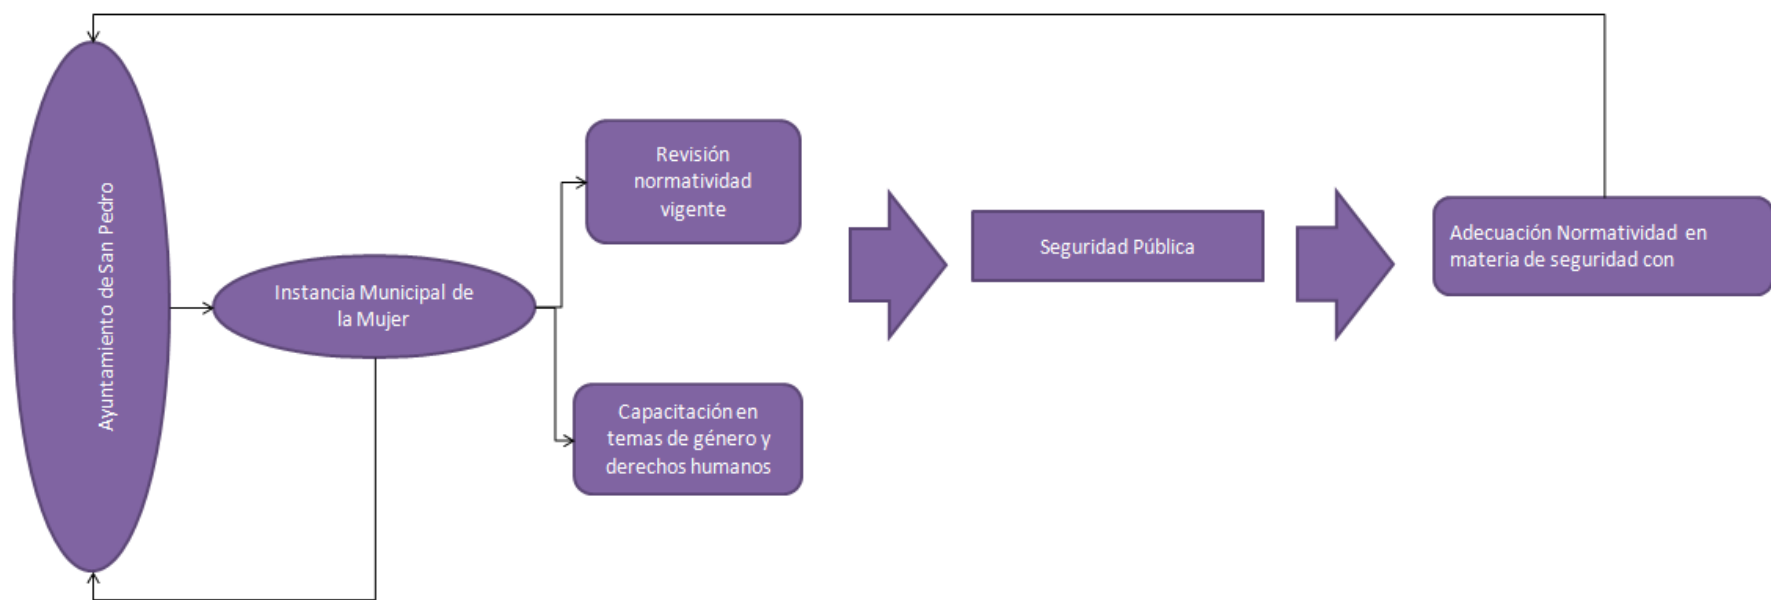 Ayuntamiento de San Pedro
Instancia Municipal de
la Mujer
Revisión
normatividad
vigente
Capacitación en
temas de género y
derechos humanos
Seguridad Pública
Adecuación Normatividad en
materia de seguridad con